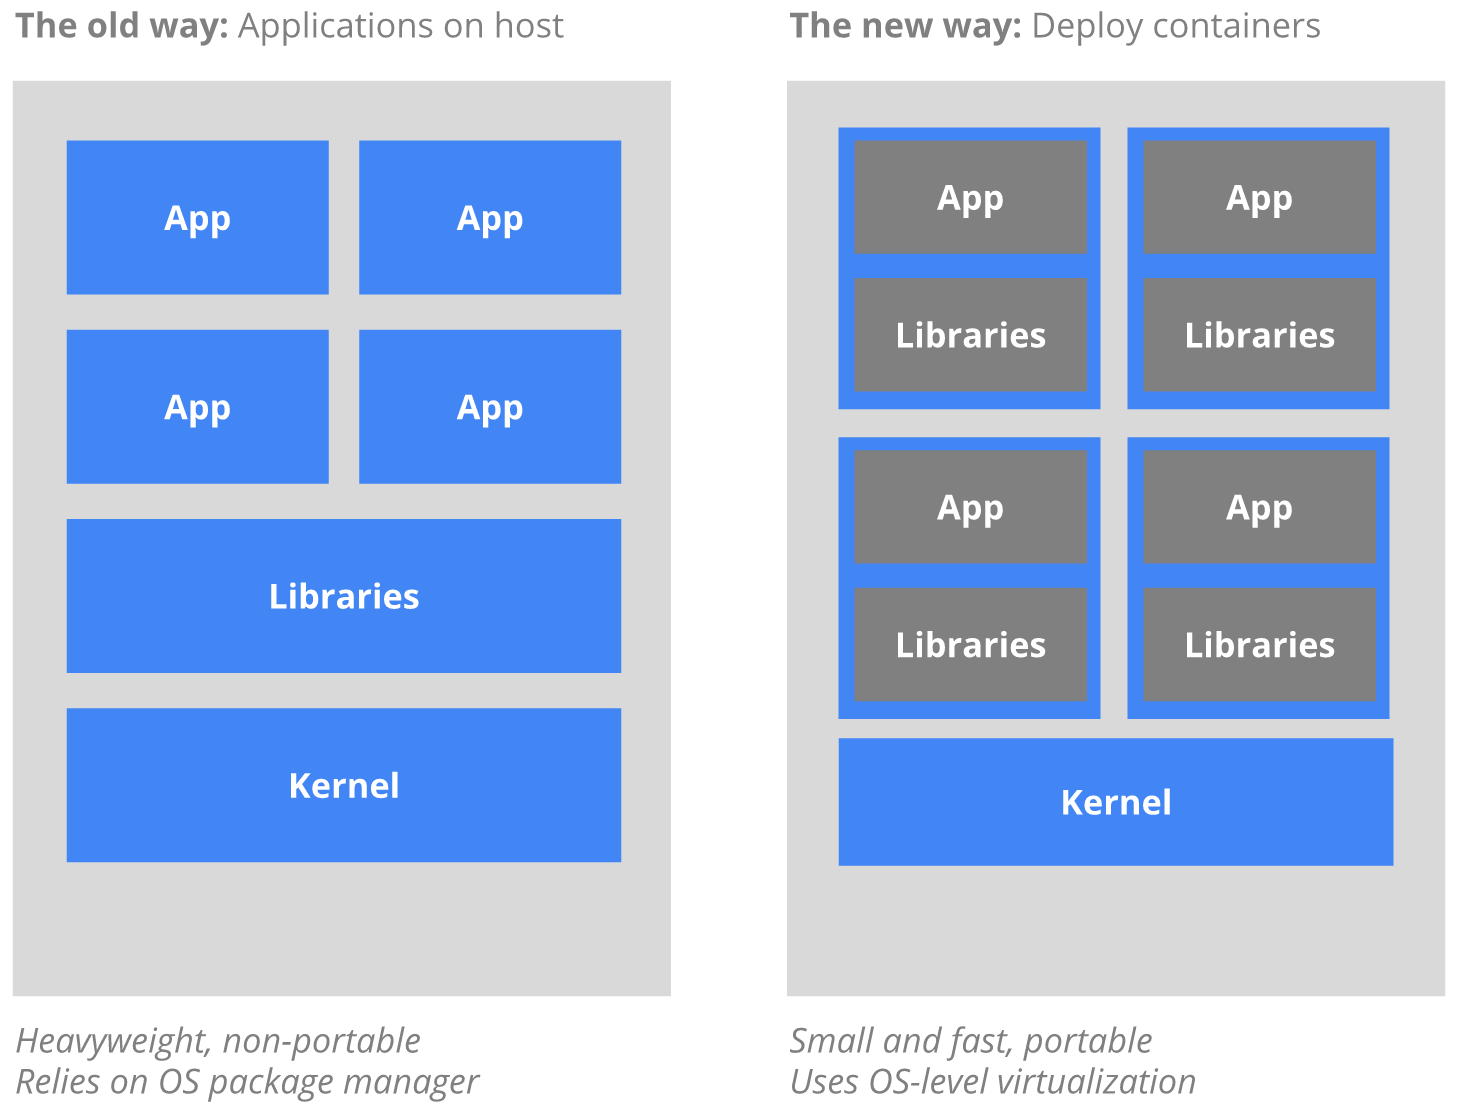 The old way: Applications on host
App
App
App
App
Libraries
Kernel
Heavyweight, non-portable
Relies on OS package manager
The new way: Deploy containers
App
App
Libraries
Libraries
App
App
Libraries
Libraries
Kernel
Small and fast, portable
Uses OS-level virtualization